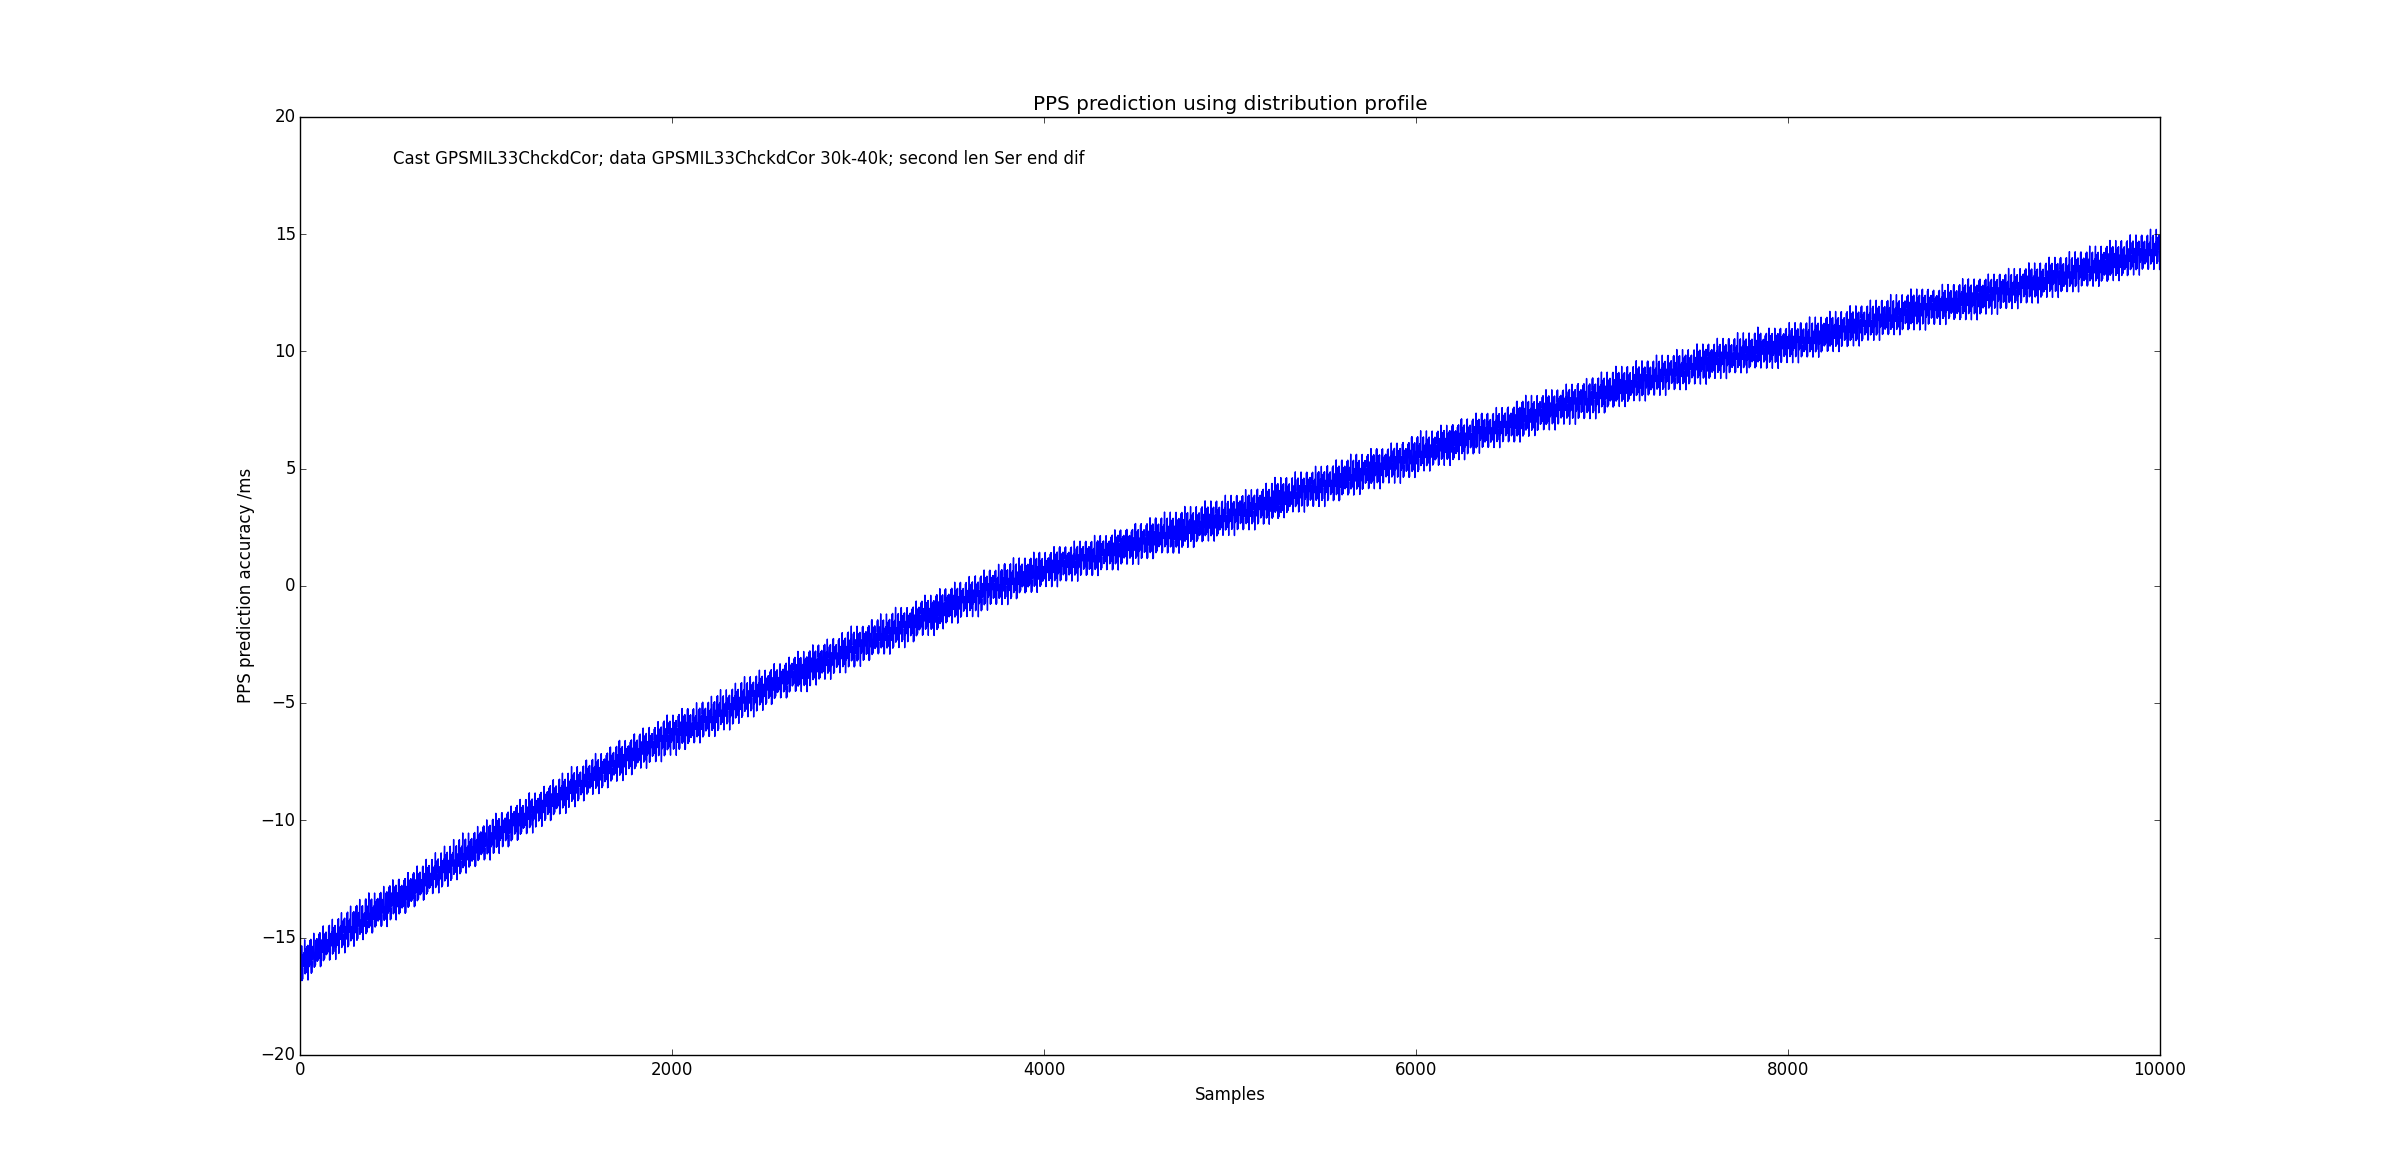 PPS prediction using distribution profile
Cast GPSMIL33ChckdCor; data GPSMIL33ChckdCor 30k-40k; second len Ser end dif
PPS prediction accuracy /ms
20
15
10
5
0
−5
−10
−15
−20
0 2000 4000 6000 8000 10000
Samples